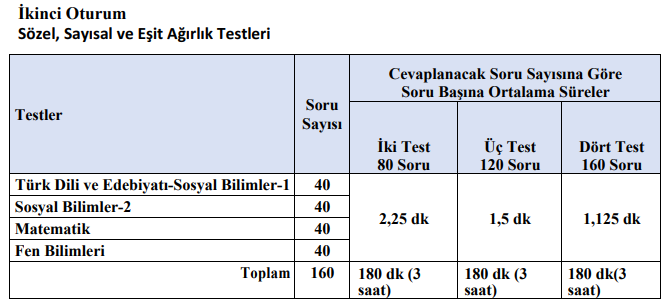 İkinci Oturum
Sözel, Sayısal ve Eşit Ağırlık Testleri
Testler
Soru
Sayısı
Cevaplanacak Soru Sayısına Göre
Soru Başına Ortalama Süreler
İki Test
80 Soru
Üç Test
120 Soru
Dört Test
160 Soru
Türk Dili ve Edebiyatı-Sosyal Bilimler-1 40
Sosyal Bilimler-2 40
Matematik 40
Fen Bilimleri 40
2,25 dk 1,5 dk 1,125 dk
Toplam 160
180 dk (3
saat)
180 dk (3
saat)
180 dk(3
saat)